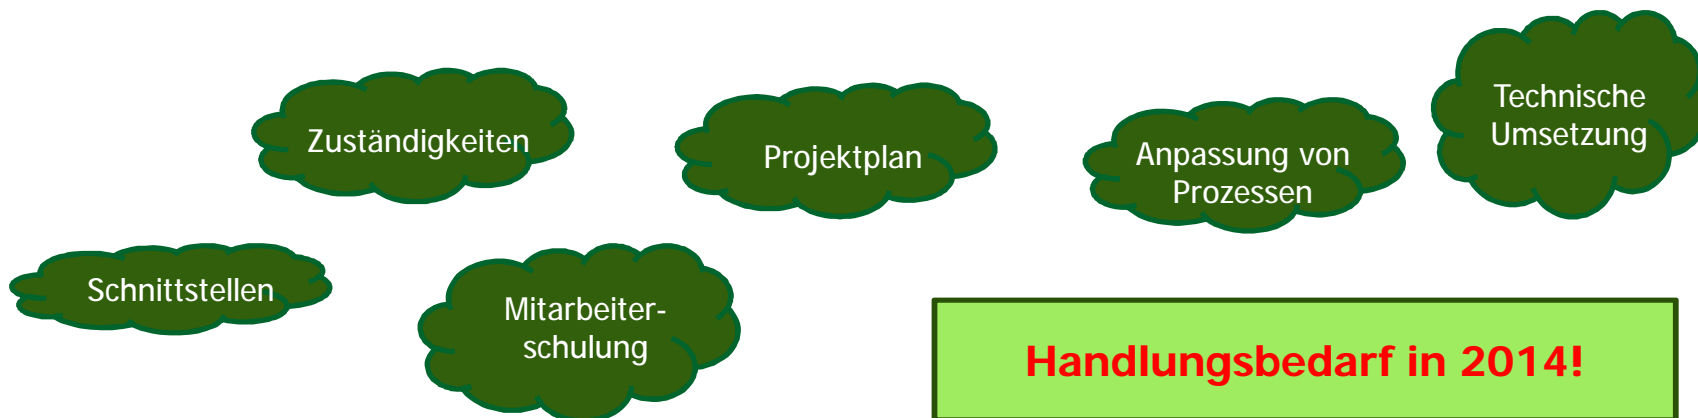 Zuständigkeiten
Projektplan
Anpassung von
Prozessen
Technische
Umsetzung
Schnittstellen
Mitarbeiter-
schulung
Handlungsbedarf in 2014!